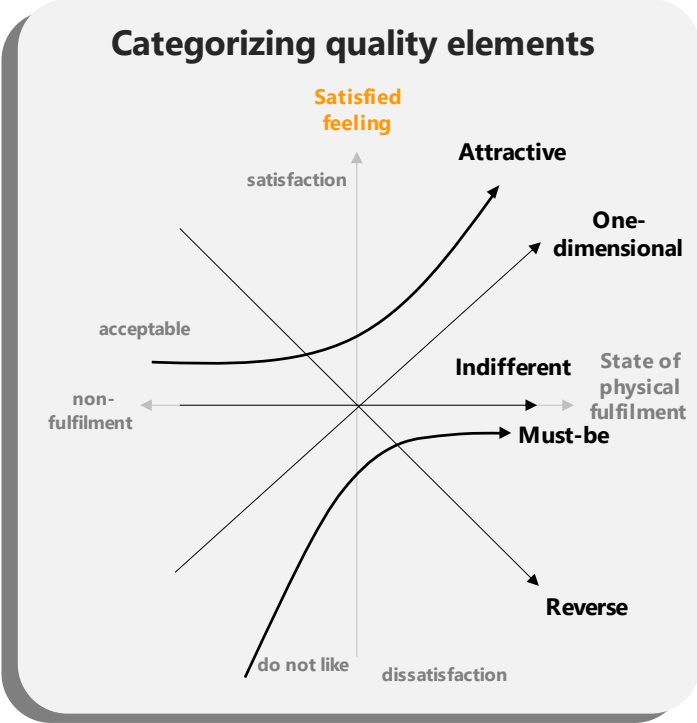 Categorizing quality elements
Satisfied
feeling
Attractive
satisfaction
One-
dimensional
acceptable
Indifferent
State of
physical
fulfilment
non-
fulfilment
Must-be
Reverse
do not like
dissatisfaction